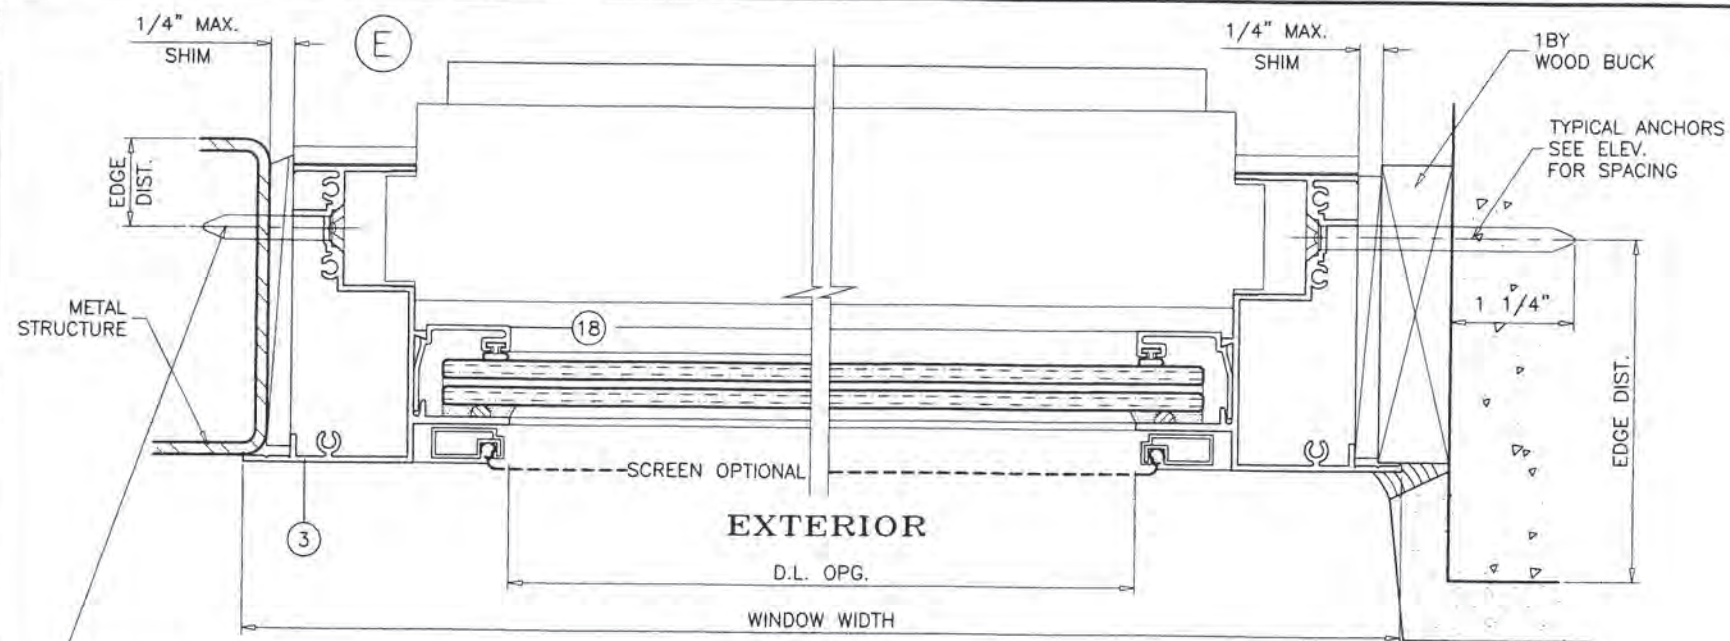 1/4" MAX.
SHIM
E
1/4" MAX.
SHIM
1BY
WOOD BUCK
TYPICAL ANCHORS
SEE ELEV.
FOR SPACING
EDGE
DIST.
METAL
STRUCTURE
18
1 1/4"
EDGE DIST.
SCREEN OPTIONAL
EXTERIOR
3
D.L. OPG.
WINDOW WIDTH